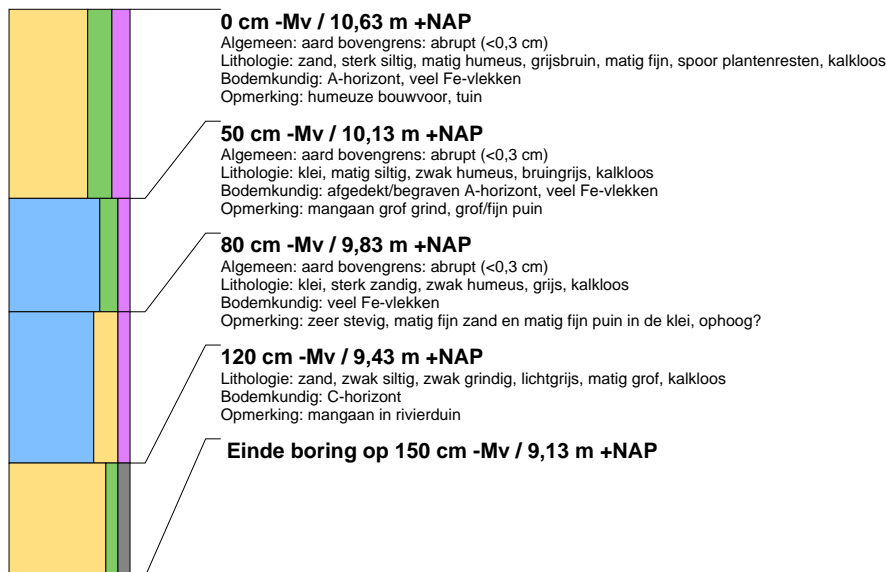 0 cm -Mv / 10,63 m +NAP
Algemeen: aard bovengrens: abrupt (<0,3 cm)
Lithologie: zand, sterk siltig, matig humeus, grijsbruin, matig fijn, spoor plantenresten, kalkloos
Bodemkundig: A-horizont, veel Fe-vlekken
Opmerking: humeuze bouwvoor, tuin
50 cm -Mv / 10,13 m +NAP
Algemeen: aard bovengrens: abrupt (<0,3 cm)
Lithologie: klei, matig siltig, zwak humeus, bruingrijs, kalkloos
Bodemkundig: afgedekt/begraven A-horizont, veel Fe-vlekken
Opmerking: mangaan grof grind, grof/fijn puin
80 cm -Mv / 9,83 m +NAP
Algemeen: aard bovengrens: abrupt (<0,3 cm)
Lithologie: klei, sterk zandig, zwak humeus, grijs, kalkloos
Bodemkundig: veel Fe-vlekken
Opmerking: zeer stevig, matig fijn zand en matig fijn puin in de klei, ophoog?
120 cm -Mv / 9,43 m +NAP
Lithologie: zand, zwak siltig, zwak grindig, lichtgrijs, matig grof, kalkloos
Bodemkundig: C-horizont
Opmerking: mangaan in rivierduin
Einde boring op 150 cm -Mv / 9,13 m +NAP